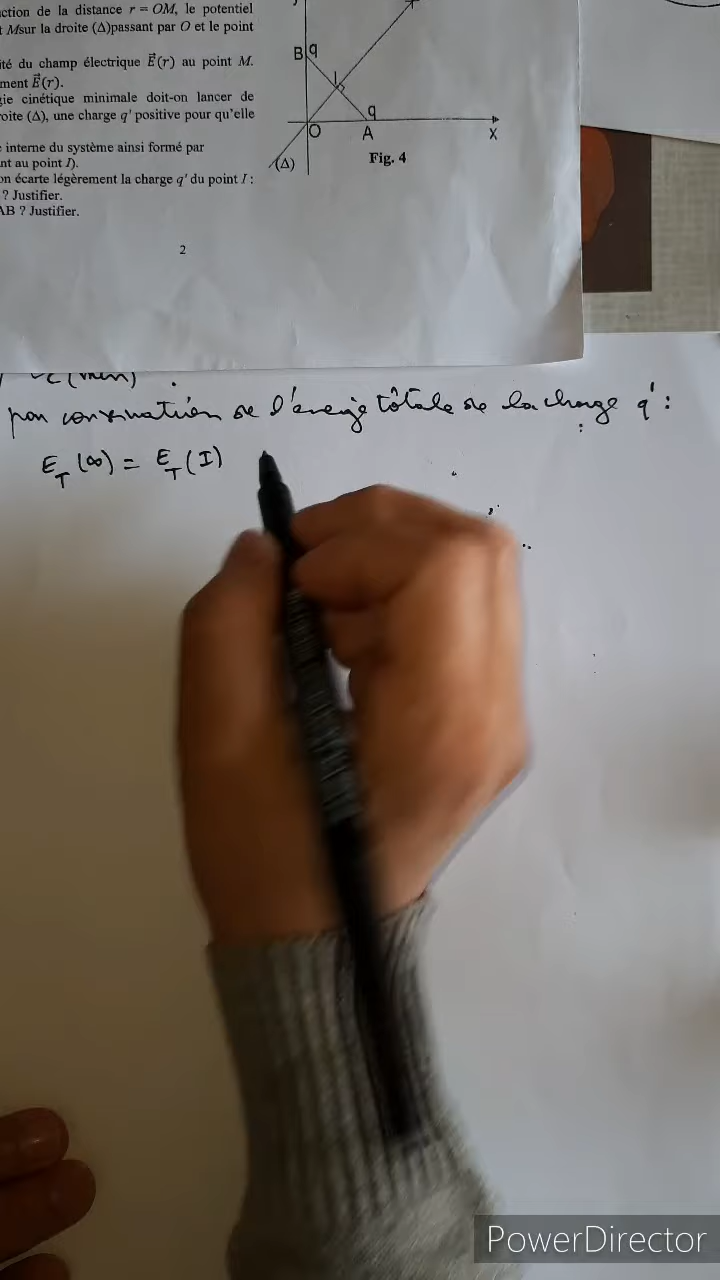 ction de la distance r = OM, le potentiel
t Msur la droite (Δ)passant par O et le point
ité du champ électrique E⃗(r) au point M.
ment E⃗(r).
gie cinétique minimale doit-on lancer de
oite (Δ), une charge q' positive pour qu'elle
e interne du système ainsi formé par
nt au point I).
on écarte légèrement la charge q' du point I :
? Justifier.
AB ? Justifier.
B q
I
q
O A X
(Δ)
Fig. 4
2
c (min) .
par conservation de l'énergie totale de la charge q' :
E_T (∞) = E_T (I)
PowerDirector